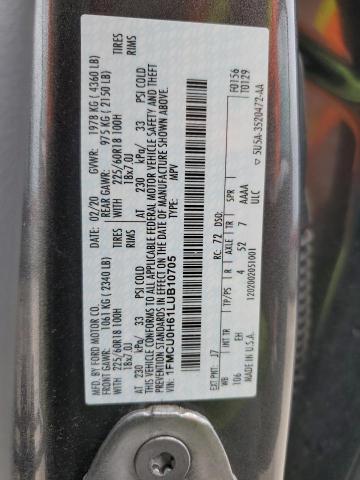 MFD. BY FORD MOTOR CO.
DATE: 02/20 GVWR: 1978 KG ( 4360 LB)
FRONT GAWR: 1061 KG ( 2340 LB) REAR GAWR: 975 KG ( 2150 LB)
WITH 225/60R18 100H TIRES WITH 225/60R18 100H TIRES
18x7.0J RIMS 18x7.0J RIMS
AT 230 kPa/ 33 PSI COLD AT 230 kPa/ 33 PSI COLD
THIS VEHICLE CONFORMS TO ALL APPLICABLE FEDERAL MOTOR VEHICLE SAFETY AND THEFT
PREVENTION STANDARDS IN EFFECT ON THE DATE OF MANUFACTURE SHOWN ABOVE.
VIN: 1FMCU0H61LUB10705
TYPE: MPV
F0156
T0129
EXT PNT: J7 RC: 72 DSO:
WB INT TR TP/PS R AXLE TR SPR
106 EH 4 52 7 AAAA
ULC
1202002051001 5U5A-3520472-AA